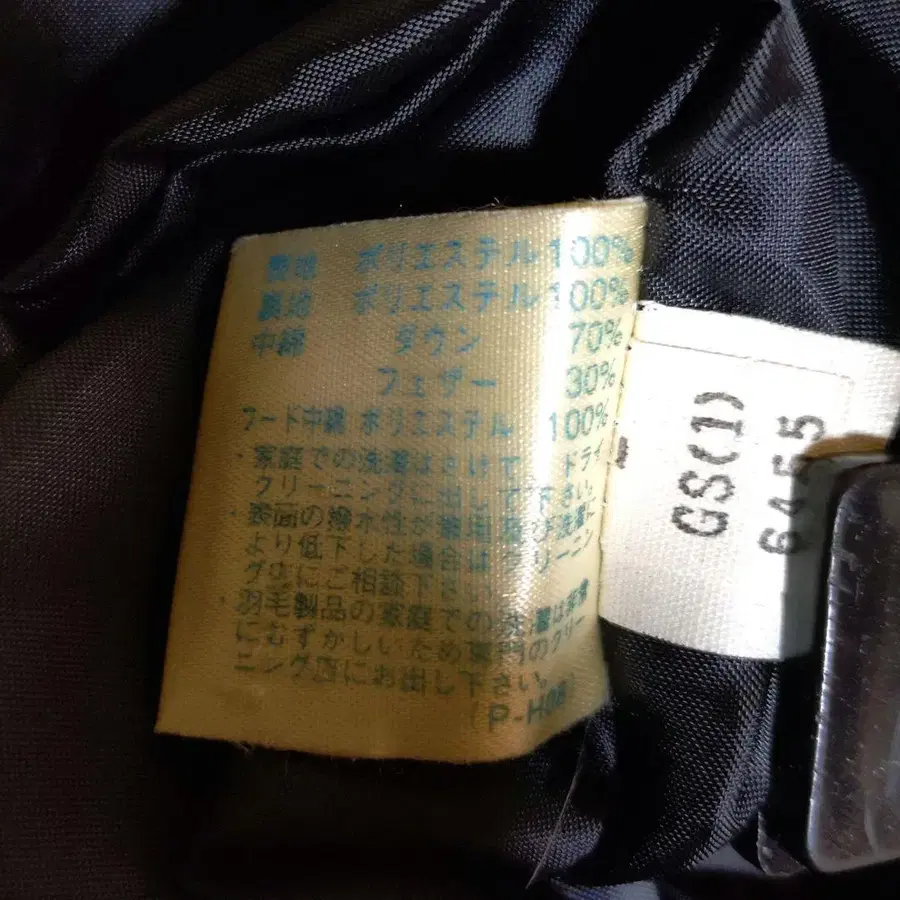 表地 ポリエステル 100%
裏地 ポリエステル 100%
中綿 ダウン 70%
フェザー 30%
フード中綿 ポリエステル 100%
・家庭での洗濯はさけて、ドライ
クリーニングに出して下さい。
・表面の撥水性が着用及び洗濯に
より低下した場合はクリーニン
グ店にご相談下さい。
・羽毛製品の家庭での洗濯は非常
にむずかしいため専門のクリー
ニング店にお出し下さい。
(P-H08)
GS(1)
6455